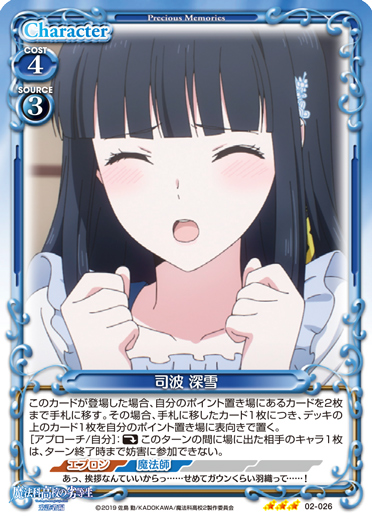 Precious Memories
Character
COST
4
SOURCE
3
司波 深雪
このカードが登場した場合、自分のポイント置き場にあるカードを2枚
まで手札に移す。その場合、手札に移したカード1枚につき、デッキの
上のカード1枚を自分のポイント置き場に表向きで置く。
[アプローチ/自分]: このターンの間に場に出た相手のキャラ1枚
は、ターン終了時まで妨害に参加できない。
エプロン 魔法師
あっ、挨拶なんていいから……せめてガウンくらい羽織って……!
魔法科高校の劣等生
★★★ 02-026
©2019 佐島 勤/KADOKAWA/魔法科高校2製作委員会